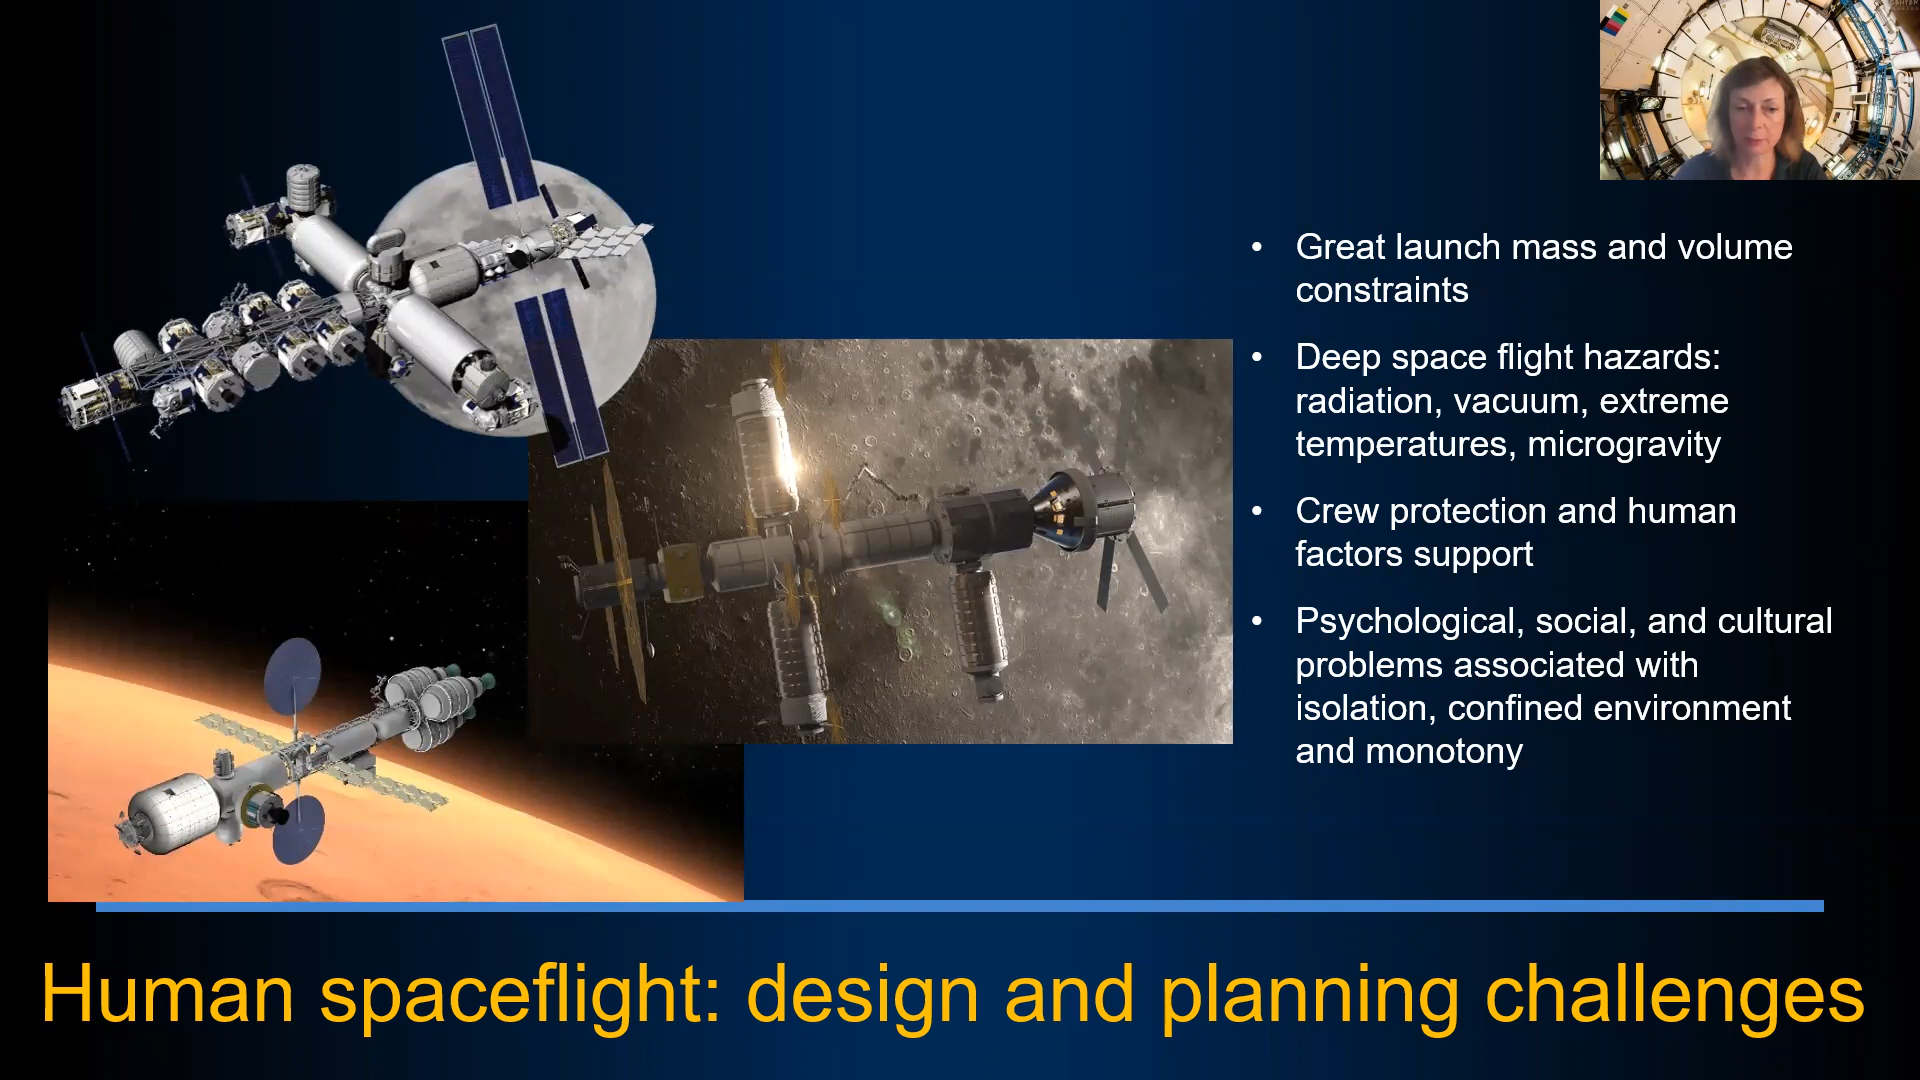 • Great launch mass and volume
constraints
• Deep space flight hazards:
radiation, vacuum, extreme
temperatures, microgravity
• Crew protection and human
factors support
• Psychological, social, and cultural
problems associated with
isolation, confined environment
and monotony
Human spaceflight: design and planning challenges